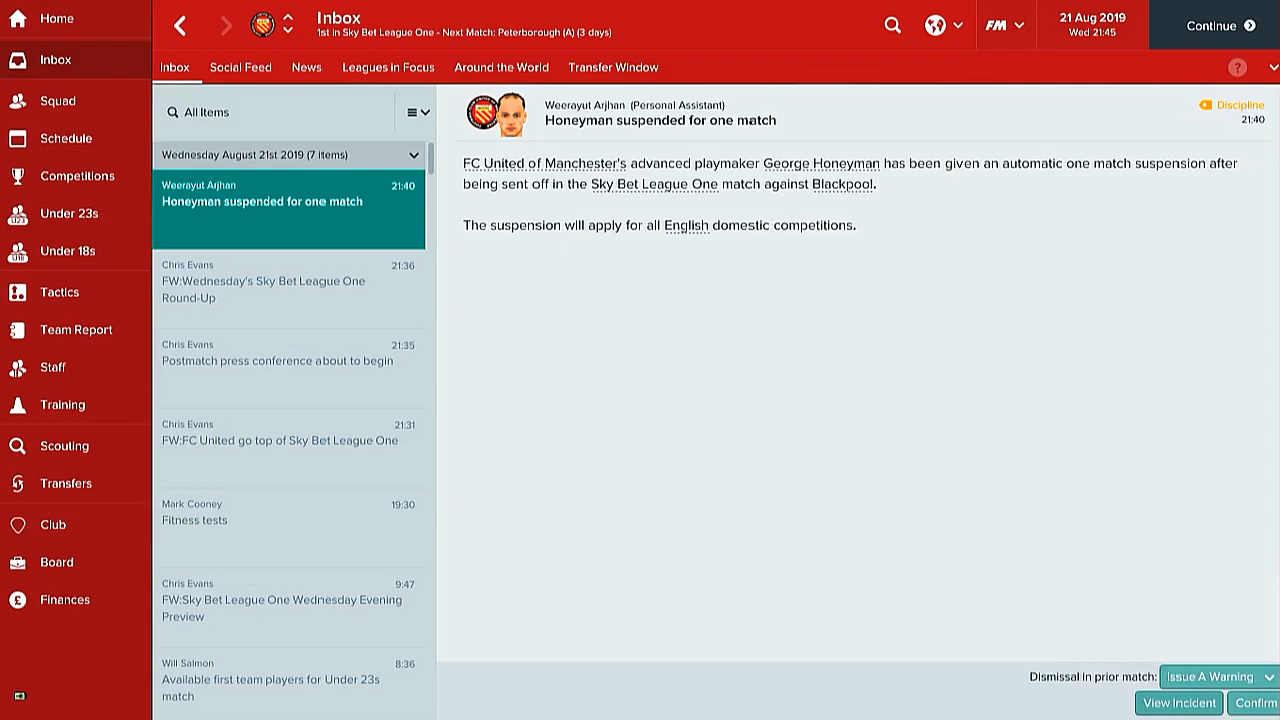 Home
Inbox
Squad
Schedule
Competitions
Under 23s
Under 18s
Tactics
Team Report
Staff
Training
Scouting
Transfers
Club
Board
Finances
Inbox
1st in Sky Bet League One - Next Match: Peterborough (A) (3 days)
FM
21 Aug 2019
Wed 21:45
Continue
Inbox Social Feed News Leagues in Focus Around the World Transfer Window
?
All Items
Wednesday August 21st 2019 (7 items)
Weerayut Arjhan 21:40
Honeyman suspended for one match
Chris Evans 21:36
FW:Wednesday's Sky Bet League One
Round-Up
Chris Evans 21:35
Postmatch press conference about to begin
Chris Evans 21:31
FW:FC United go top of Sky Bet League One
Mark Cooney 19:30
Fitness tests
Chris Evans 9:47
FW:Sky Bet League One Wednesday Evening
Preview
Will Salmon 8:36
Available first team players for Under 23s
match
Weerayut Arjhan (Personal Assistant)
Honeyman suspended for one match
Discipline
21:40
FC United of Manchester's advanced playmaker George Honeyman has been given an automatic one match suspension after
being sent off in the Sky Bet League One match against Blackpool.
The suspension will apply for all English domestic competitions.
Dismissal in prior match: Issue A Warning
View Incident Confirm